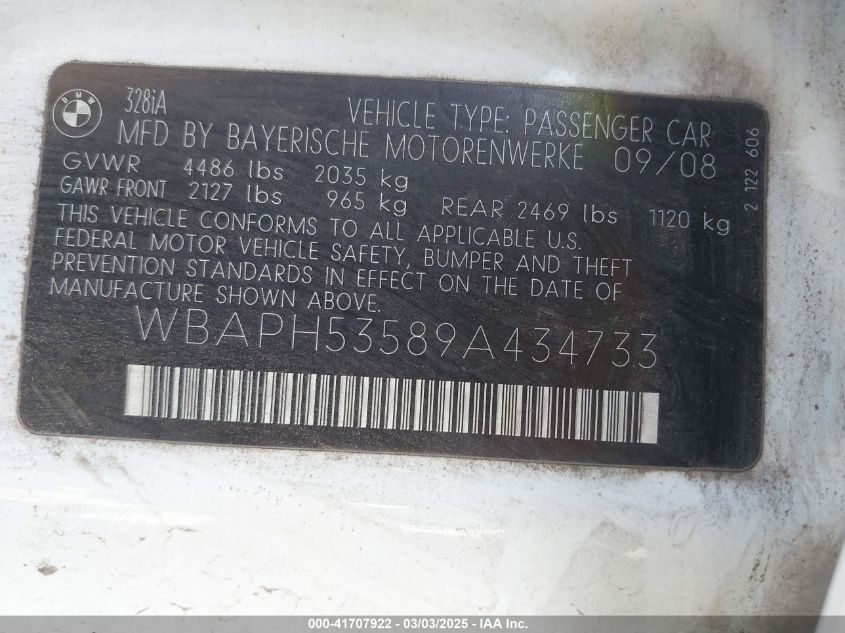 BMW
328iA
VEHICLE TYPE: PASSENGER CAR
MFD BY BAYERISCHE MOTORENWERKE 09/08
GVWR 4486 lbs 2035 kg
GAWR FRONT 2127 lbs 965 kg REAR 2469 lbs 1120 kg
THIS VEHICLE CONFORMS TO ALL APPLICABLE U.S.
FEDERAL MOTOR VEHICLE SAFETY, BUMPER AND THEFT
PREVENTION STANDARDS IN EFFECT ON THE DATE OF
MANUFACTURE SHOWN ABOVE.
WBAPH53589A434733
2 122 606
000-41707922 / 03/03/2025 - IAA Inc.